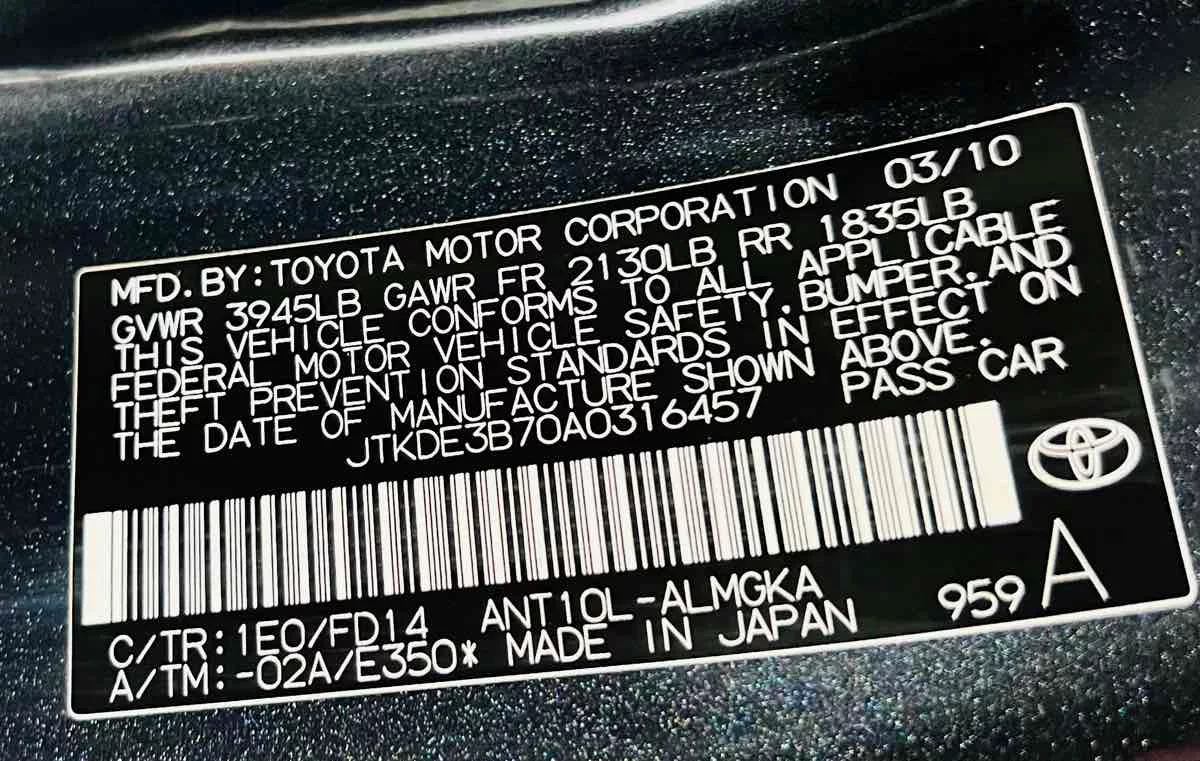 MFD.BY:TOYOTA MOTOR CORPORATION 03/10
GVWR 3945LB GAWR FR 2130LB RR 1835LB
THIS VEHICLE CONFORMS TO ALL APPLICABLE
FEDERAL MOTOR VEHICLE SAFETY.BUMPER.AND
THEFT PREVENTION STANDARDS IN EFFECT ON
THE DATE OF MANUFACTURE SHOWN ABOVE.
JTKDE3B70A0316457 PASS CAR
C/TR:1E0/FD14 ANT10L-ALMGKA
A/TM:-02A/E350* MADE IN JAPAN 959 A